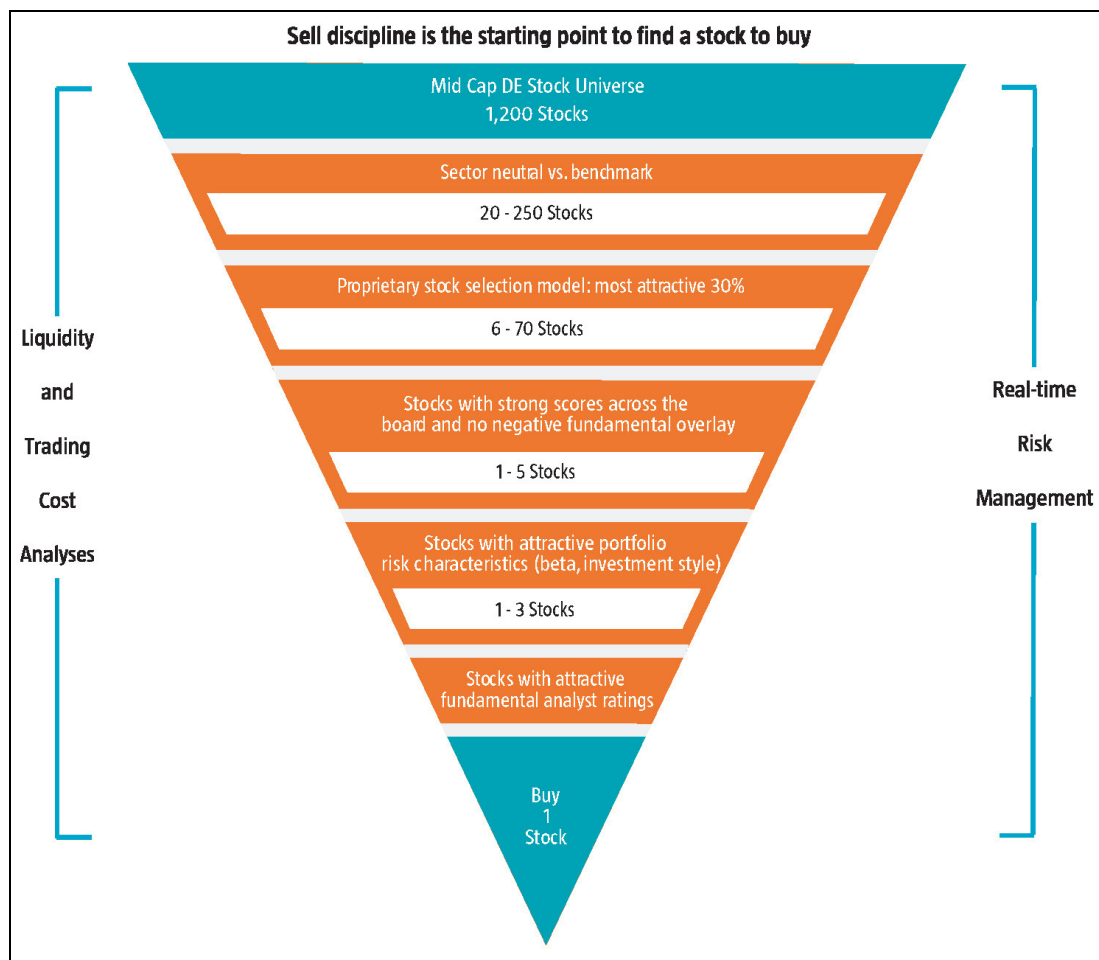 Sell discipline is the starting point to find a stock to buy
Mid Cap DE Stock Universe
1,200 Stocks
Sector neutral vs. benchmark
20 - 250 Stocks
Proprietary stock selection model: most attractive 30%
6 - 70 Stocks
Stocks with strong scores across the
board and no negative fundamental overlay
1 - 5 Stocks
Stocks with attractive portfolio
risk characteristics (beta, investment style)
1 - 3 Stocks
Stocks with attractive
fundamental analyst ratings
Buy
1
Stock
Liquidity
and
Trading
Cost
Analyses
Real-time
Risk
Management